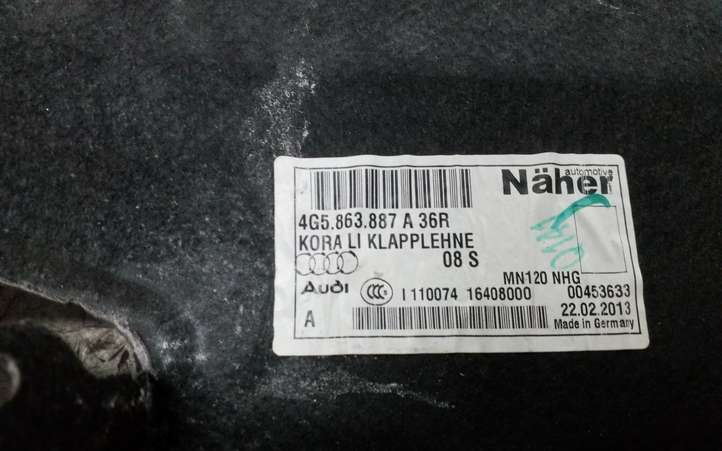 automotive
Näher
4G5.863.887 A 36R
KORA LI KLAPPLEHNE
08 S
MN120 NHG
Audi
CCC
I 110074 16408000
00453633
22.02.2013
A
Made in Germany